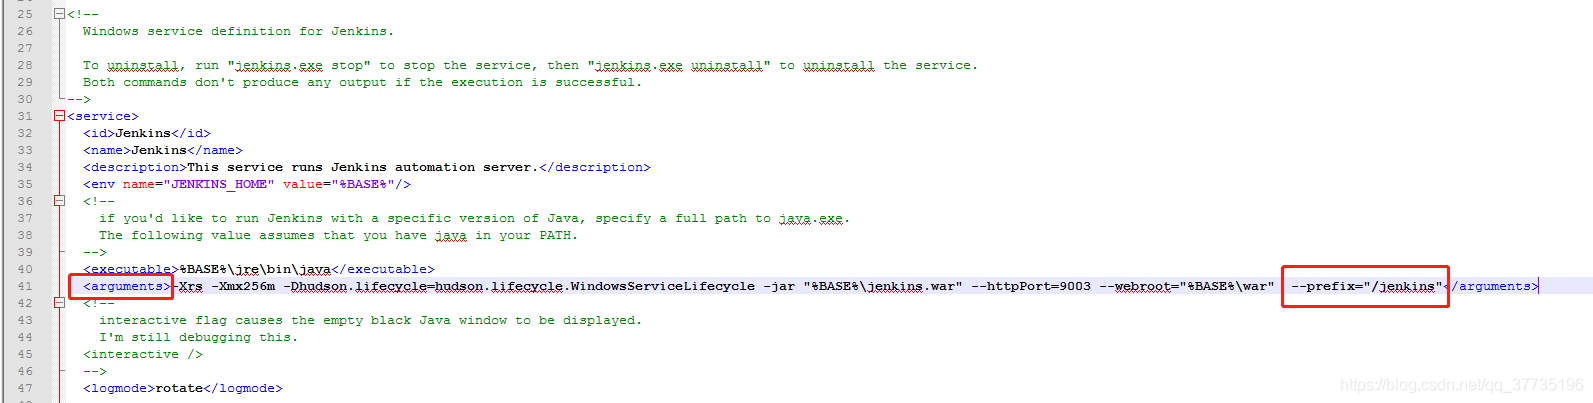 25 <!--
26 Windows service definition for Jenkins.
27
28 To uninstall, run "jenkins.exe stop" to stop the service, then "jenkins.exe uninstall" to uninstall the service.
29 Both commands don't produce any output if the execution is successful.
30 -->
31 <service>
32 <id>Jenkins</id>
33 <name>Jenkins</name>
34 <description>This service runs Jenkins automation server.</description>
35 <env name="JENKINS_HOME" value="%BASE%"/>
36 <!--
37 if you'd like to run Jenkins with a specific version of Java, specify a full path to java.exe.
38 The following value assumes that you have java in your PATH.
39 -->
40 <executable>%BASE%\jre\bin\java</executable>
41 <arguments>-Xrs -Xmx256m -Dhudson.lifecycle=hudson.lifecycle.WindowsServiceLifecycle -jar "%BASE%\jenkins.war" --httpPort=9003 --webroot="%BASE%\war"  --prefix="/jenkins"</arguments>
42 <!--
43 interactive flag causes the empty black Java window to be displayed.
44 I'm still debugging this.
45 <interactive />
46 -->
47 <logmode>rotate</logmode>
https://blog.csdn.net/qq_37735196